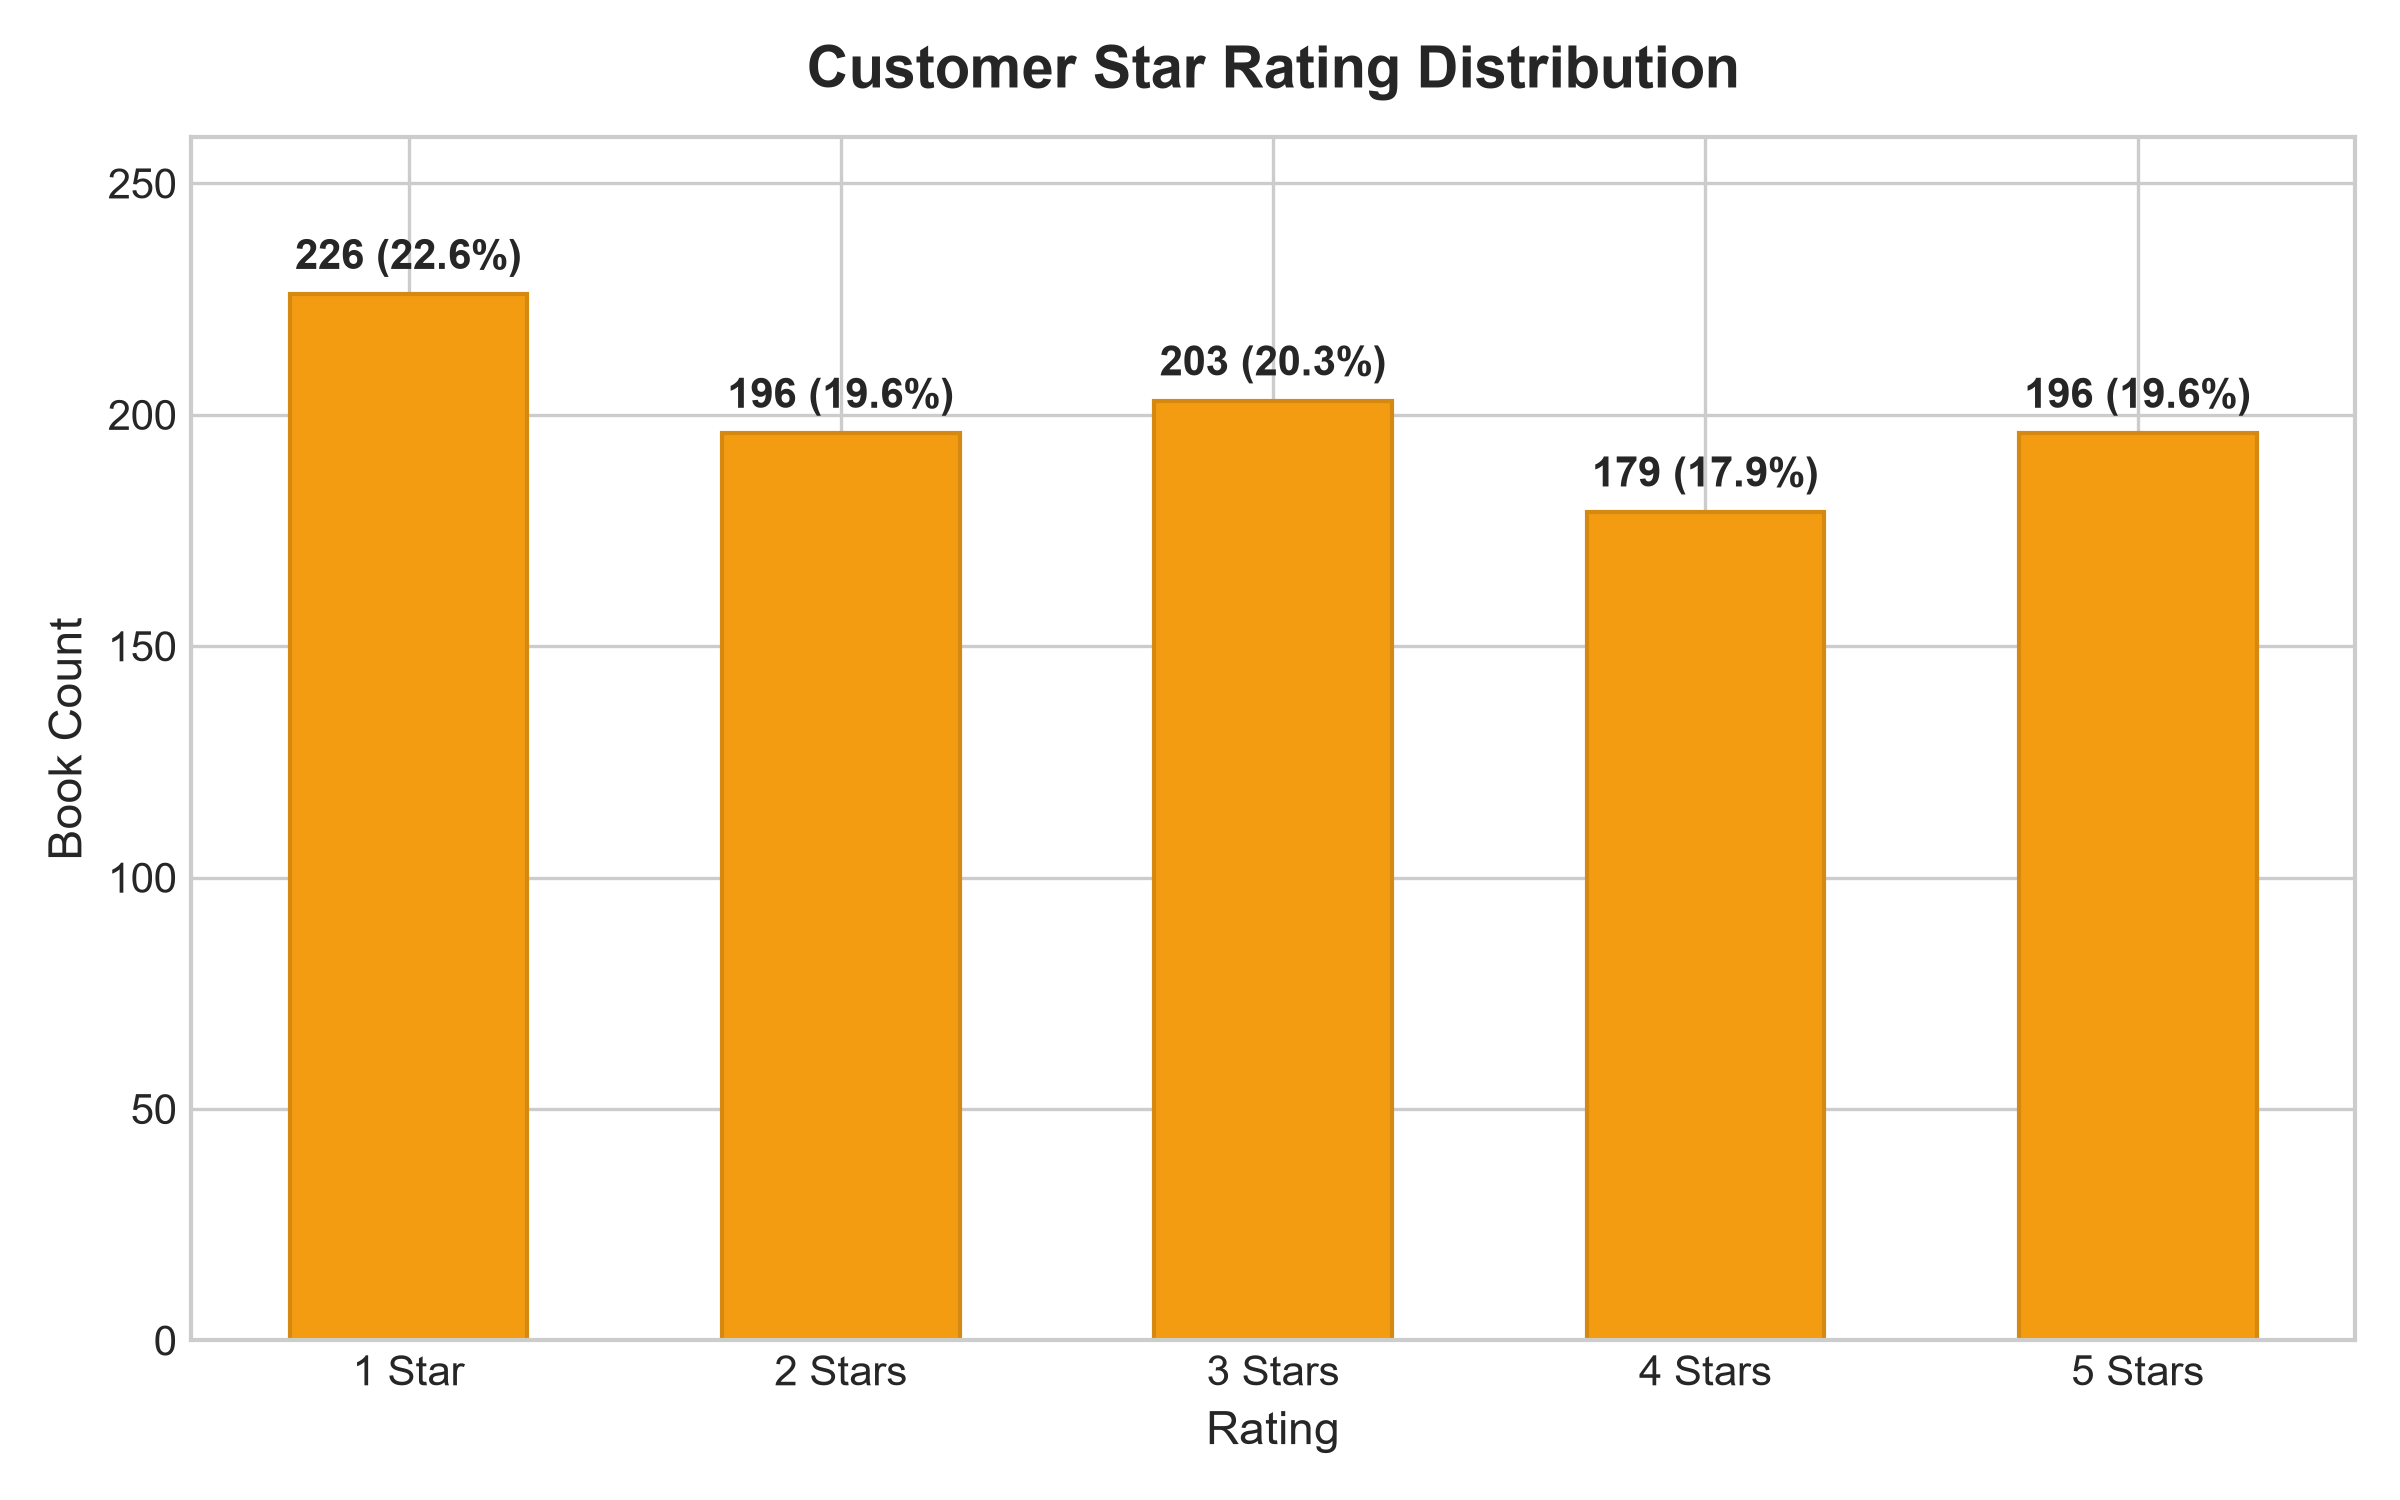 Customer Star Rating Distribution
250
200
150
100
50
0
Book Count
226 (22.6%)
196 (19.6%)
203 (20.3%)
179 (17.9%)
196 (19.6%)
1 Star
2 Stars
3 Stars
4 Stars
5 Stars
Rating